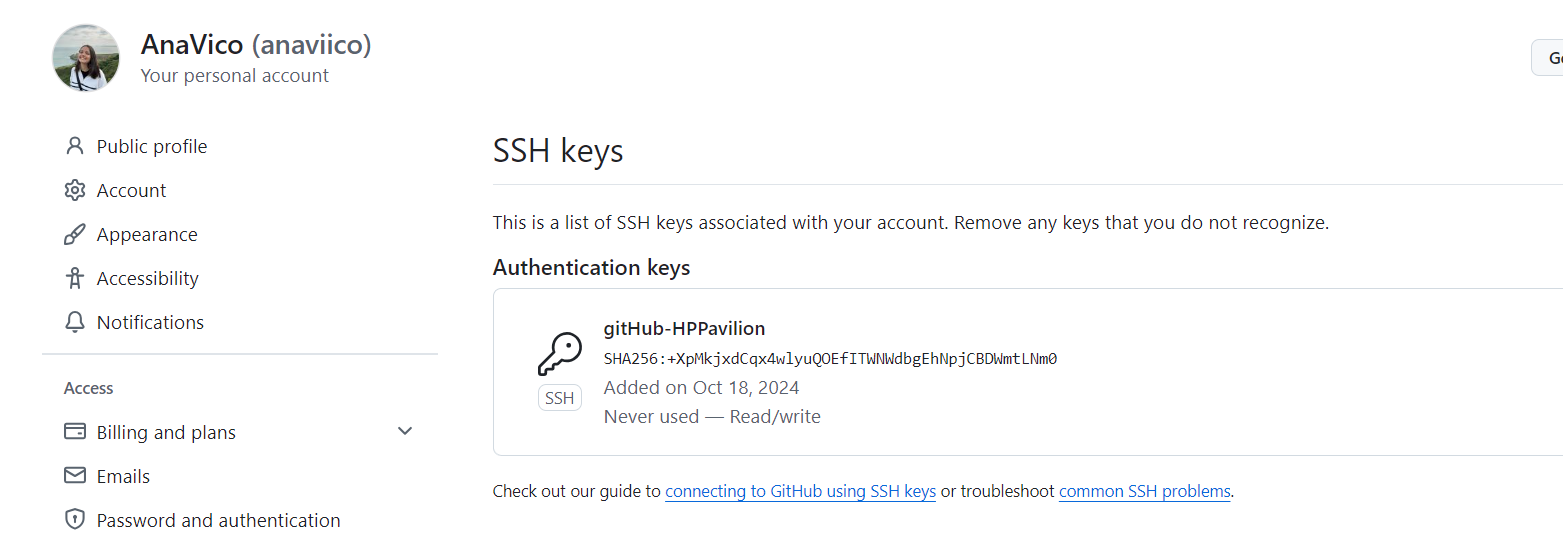 AnaVico (anaviico)
Your personal account
Public profile
Account
Appearance
Accessibility
Notifications
Access
Billing and plans
Emails
Password and authentication
SSH keys
This is a list of SSH keys associated with your account. Remove any keys that you do not recognize.
Authentication keys
gitHub-HPPavilion
SHA256:+XpMkjxdCqx4wlyuQOEfITWNWdbgEhNpjCBDWmtLNm0
Added on Oct 18, 2024
Never used — Read/write
SSH
Check out our guide to connecting to GitHub using SSH keys or troubleshoot common SSH problems.